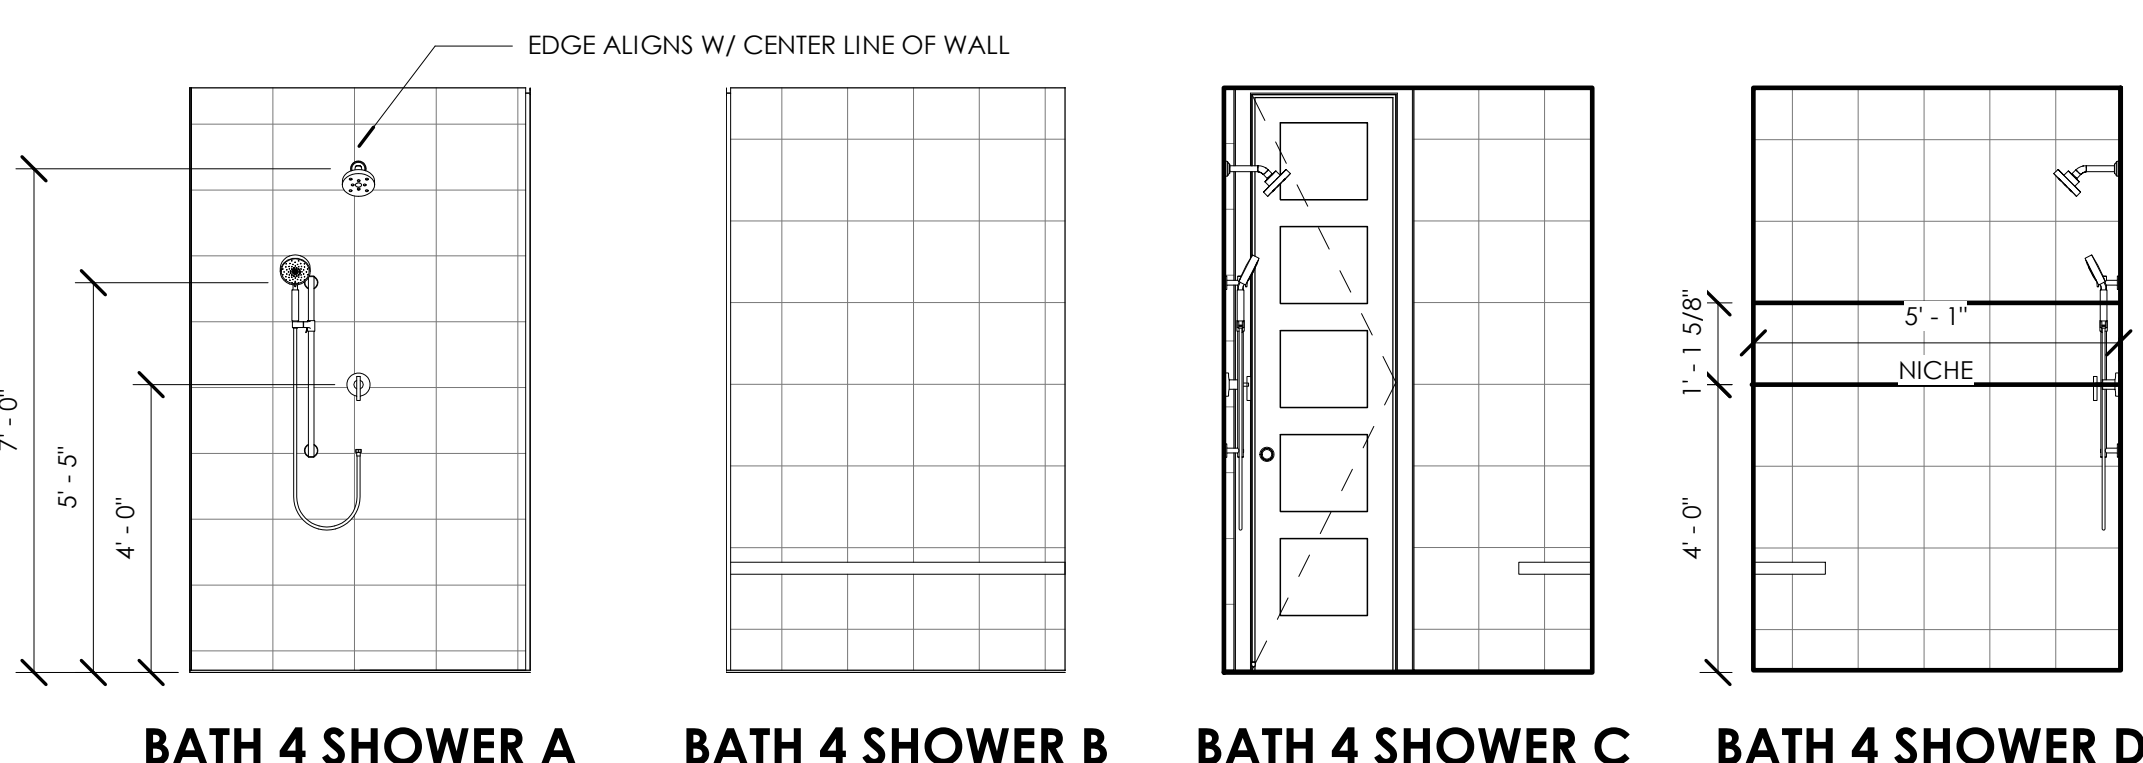 EDGE ALIGNS W/ CENTER LINE OF WALL
7' - 0"
5' - 5"
4' - 0"
1' - 1 5/8"
4' - 0"
5' - 1"
NICHE
BATH 4 SHOWER A
BATH 4 SHOWER B
BATH 4 SHOWER C
BATH 4 SHOWER D